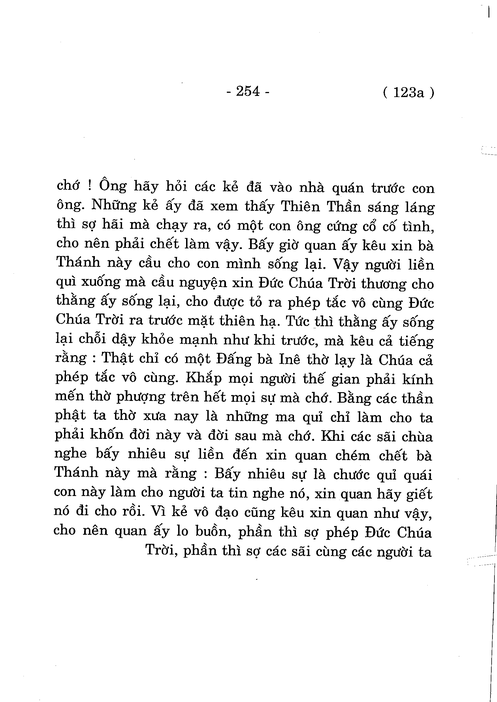 - 254 - ( 123a )
chớ ! Ông hãy hỏi các kẻ đã vào nhà quán trước con
ông. Những kẻ ấy đã xem thấy Thiên Thần sáng láng
thì sợ hãi mà chạy ra, có một con ông cứng cổ cố tình,
cho nên phải chết làm vậy. Bấy giờ quan ấy kêu xin bà
Thánh này cầu cho con mình sống lại. Vậy người liền
quì xuống mà cầu nguyện xin Đức Chúa Trời thương cho
thằng ấy sống lại, cho được tỏ ra phép tắc vô cùng Đức
Chúa Trời ra trước mặt thiên hạ. Tức thì thằng ấy sống
lại chỗi dậy khỏe mạnh như khi trước, mà kêu cả tiếng
rằng : Thật chỉ có một Đấng bà Inê thờ lạy là Chúa cả
phép tắc vô cùng. Khắp mọi người thế gian phải kính
mến thờ phượng trên hết mọi sự mà chớ. Bằng các thần
phật ta thờ xưa nay là những ma quỉ chỉ làm cho ta
phải khốn đời này và đời sau mà chớ. Khi các sãi chùa
nghe bấy nhiêu sự liền đến xin quan chém chết bà
Thánh này mà rằng : Bấy nhiêu sự là chước quỉ quái
con này làm cho người ta tin nghe nó, xin quan hãy giết
nó đi cho rồi. Vì kẻ vô đạo cũng kêu xin quan như vậy,
cho nên quan ấy lo buồn, phần thì sợ phép Đức Chúa
Trời, phần thì sợ các sãi cùng các người ta